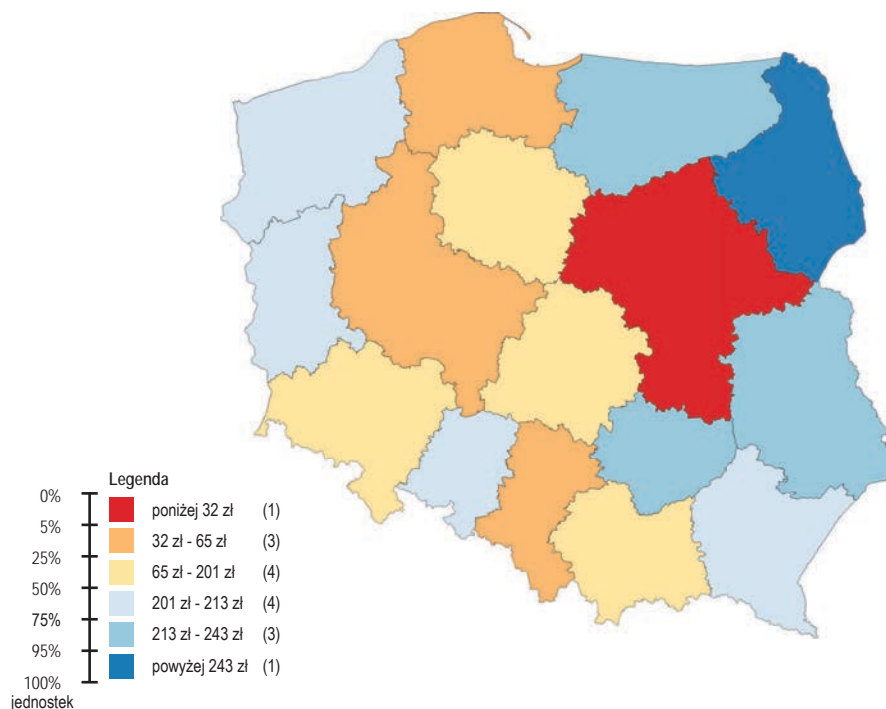 Legenda
0%
poniżej 32 zł (1)
5%
32 zł - 65 zł (3)
25%
65 zł - 201 zł (4)
50%
201 zł - 213 zł (4)
75%
213 zł - 243 zł (3)
95%
powyżej 243 zł (1)
100%
jednostek